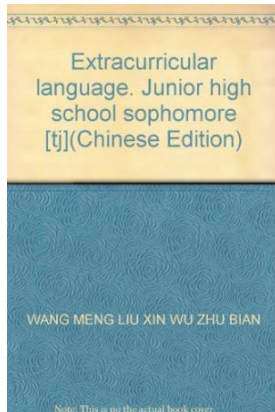 Extracurricular
language. Junior high
school sophomore
[tj](Chinese Edition)
WANG MENG LIU XIN WU ZHU BIAN
Note: This is no the actual book cover